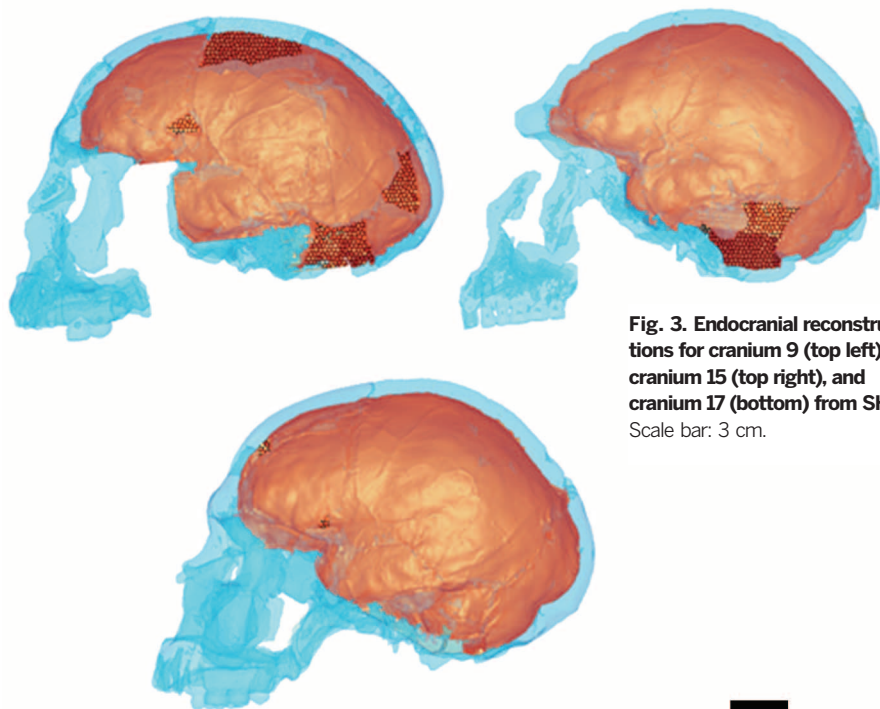 Fig. 3. Endocranial reconstru
tions for cranium 9 (top left)
cranium 15 (top right), and
cranium 17 (bottom) from S
Scale bar: 3 cm.